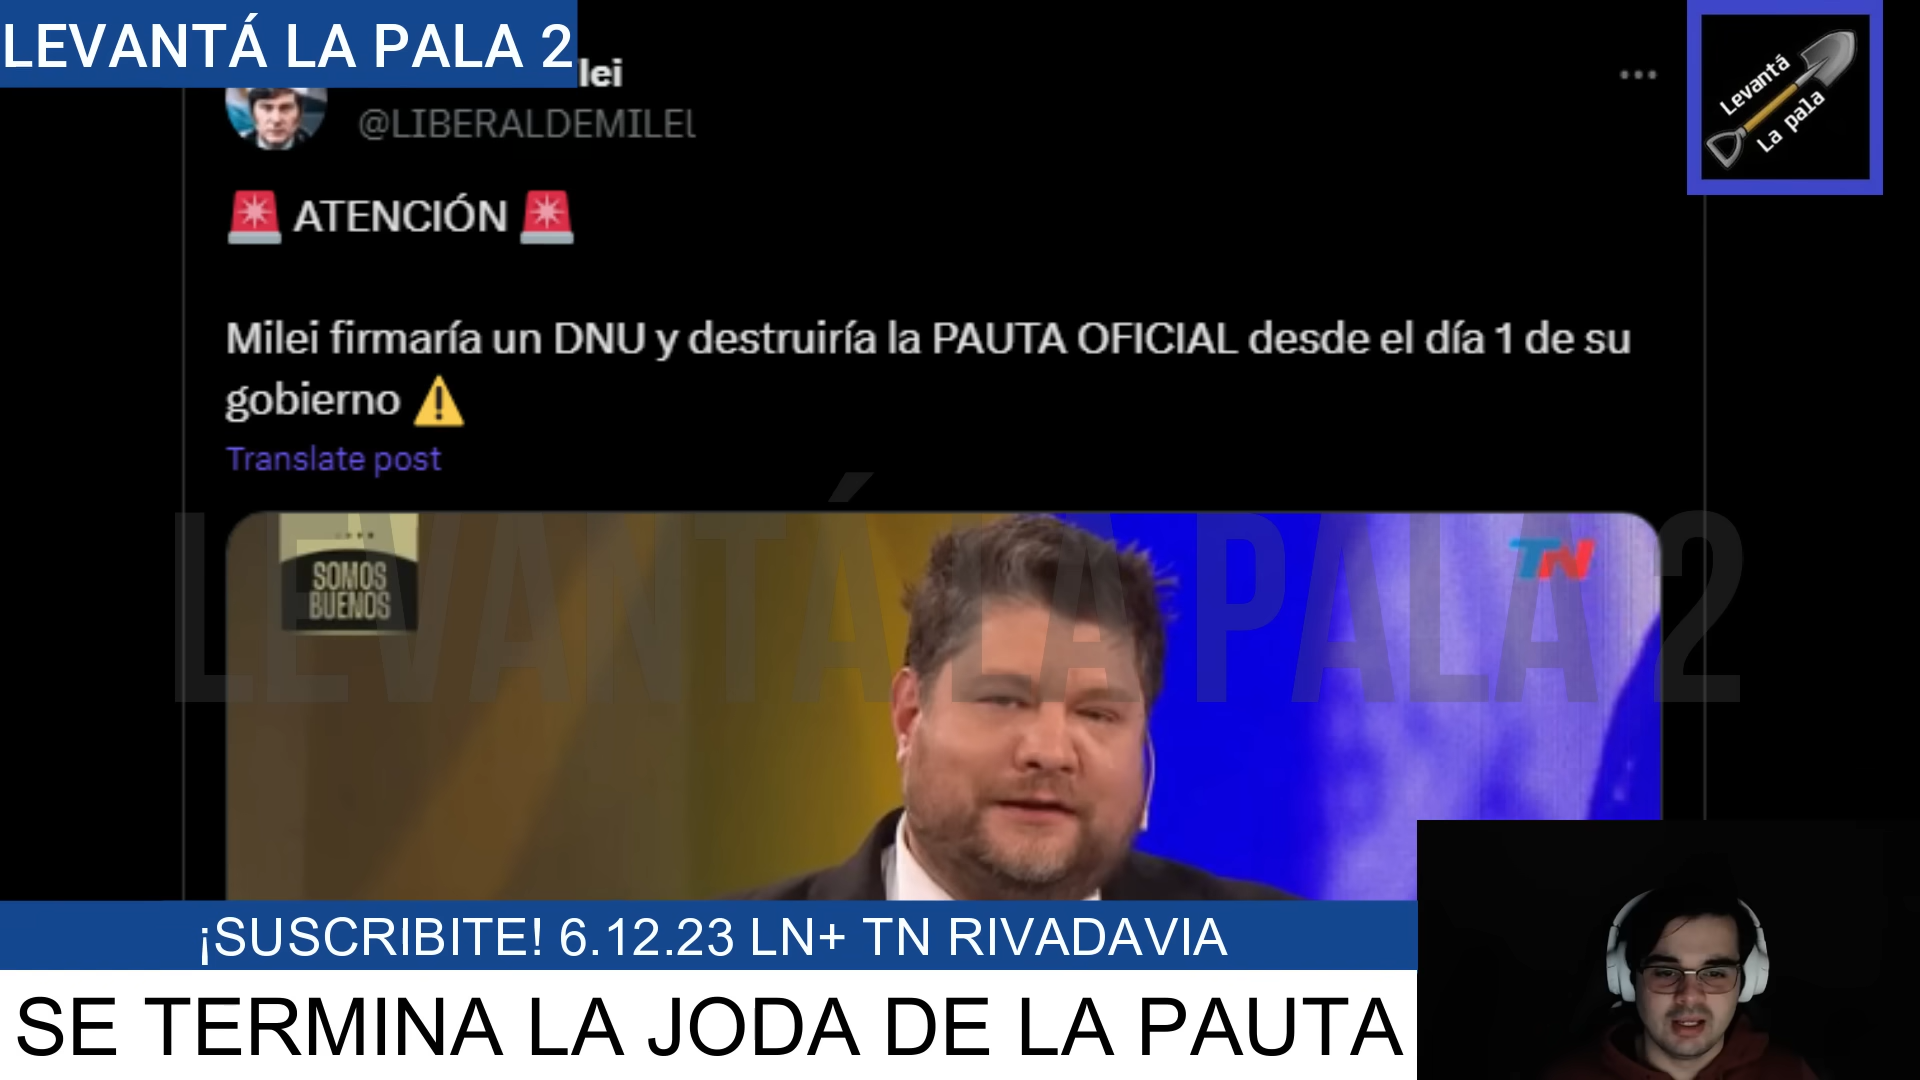 LEVANTÁ LA PALA 2
lei
@LIBERALDEMILEI
Levantá
La pala
🚨 ATENCIÓN 🚨
Milei firmaría un DNU y destruiría la PAUTA OFICIAL desde el día 1 de su
gobierno ⚠️
Translate post
LEVANTÁ LA PALA 2
SOMOS
BUENOS
TN
¡SUSCRIBITE! 6.12.23 LN+ TN RIVADAVIA
SE TERMINA LA JODA DE LA PAUTA